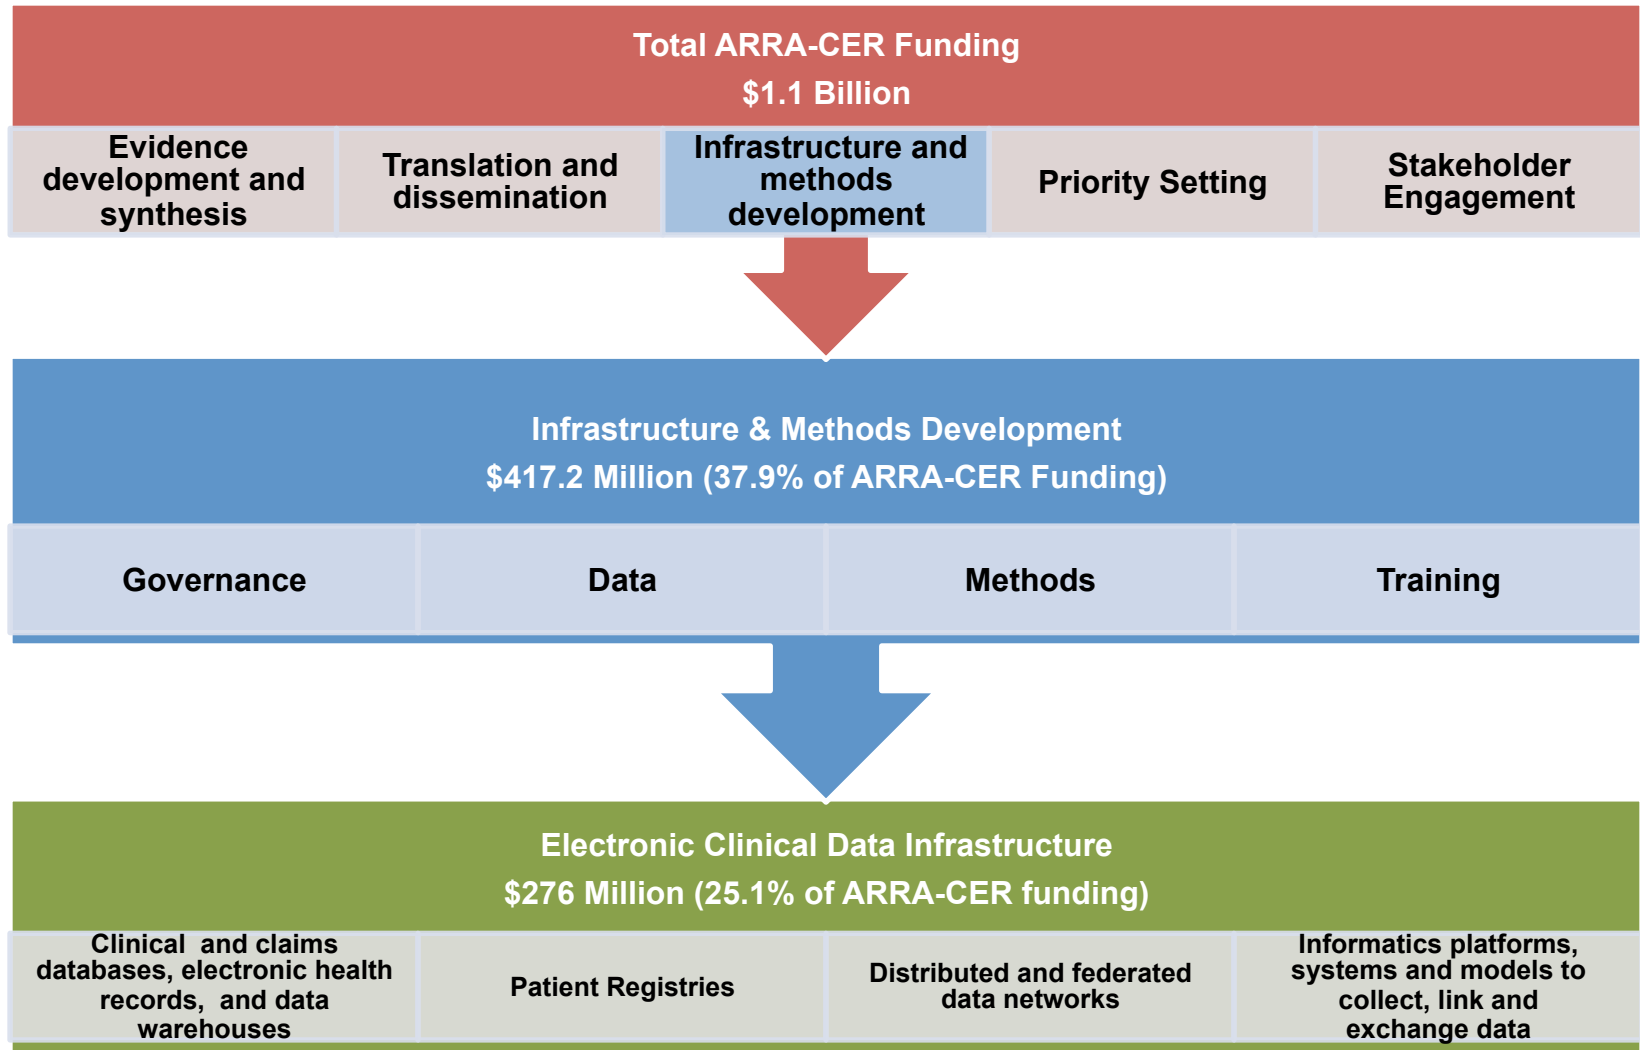 Total ARRA-CER Funding
$1.1 Billion
Evidence
development and
synthesis
Translation and
dissemination
Infrastructure and
methods
development
Priority Setting
Stakeholder
Engagement
Infrastructure & Methods Development
$417.2 Million (37.9% of ARRA-CER Funding)
Governance
Data
Methods
Training
Electronic Clinical Data Infrastructure
$276 Million (25.1% of ARRA-CER funding)
Clinical and claims
databases, electronic health
records, and data
warehouses
Patient Registries
Distributed and federated
data networks
Informatics platforms,
systems and models to
collect, link and
exchange data